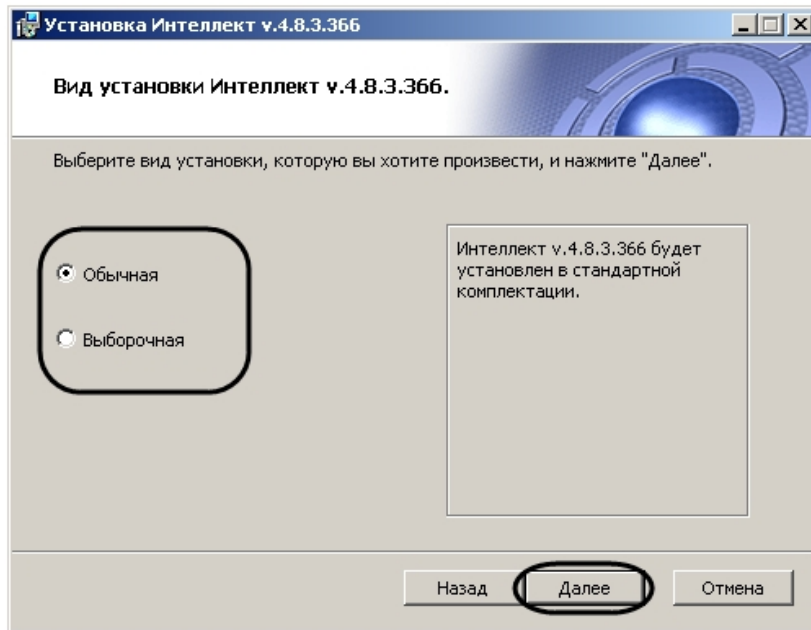 Установка Интеллект v.4.8.3.366
Вид установки Интеллект v.4.8.3.366.
Выберите вид установки, которую вы хотите произвести, и нажмите "Далее".
Обычная
Выборочная
Интеллект v.4.8.3.366 будет
установлен в стандартной
комплектации.
Назад
Далее
Отмена